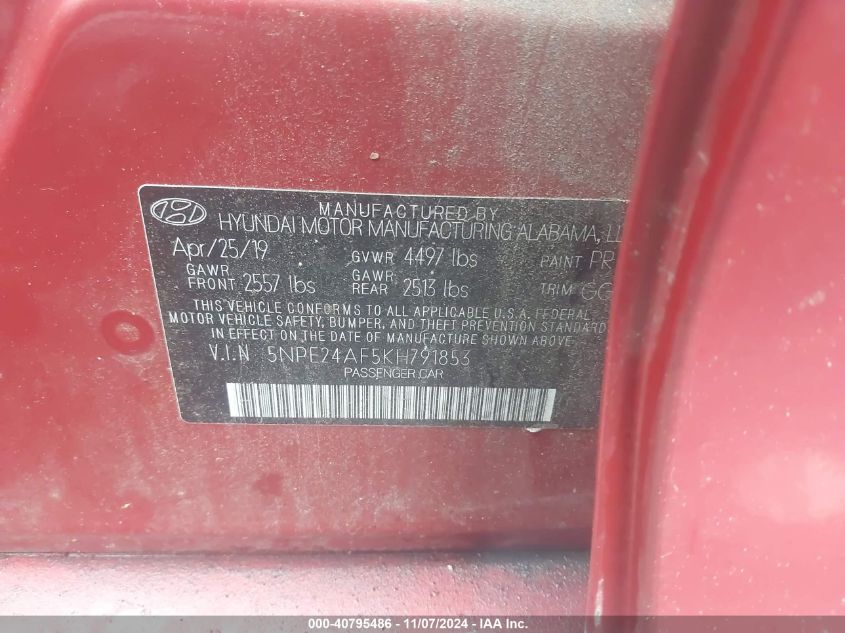 MANUFACTURED BY
HYUNDAI MOTOR MANUFACTURING ALABAMA,
Apr/25/19 GVWR 4497 lbs PAINT PR
GAWR FRONT 2557 lbs GAWR REAR 2513 lbs TRIM
THIS VEHICLE CONFORMS TO ALL APPLICABLE U.S.A. FEDERAL
MOTOR VEHICLE SAFETY, BUMPER, AND THEFT PREVENTION STANDARD
IN EFFECT ON THE DATE OF MANUFACTURE SHOWN ABOVE.
V.I.N 5NPE24AF5KH791853
PASSENGER CAR
000-40795486 - 11/07/2024 - IAA Inc.